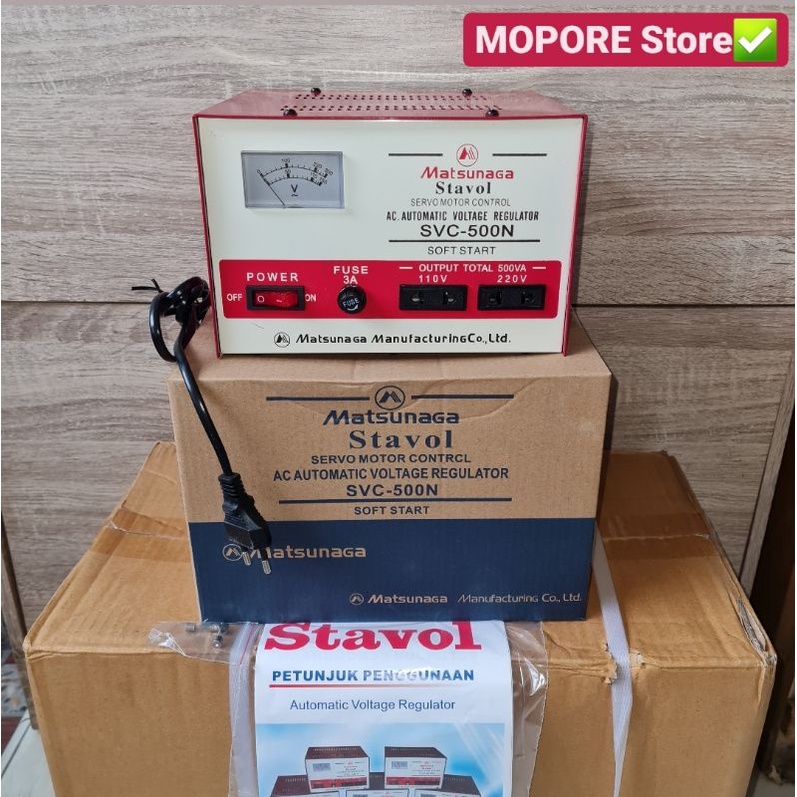 MOPORE Store✅
Matsunaga
Stavol
SERVO MOTOR CONTROL
AC. AUTOMATIC VOLTAGE REGULATOR
SVC-500N
SOFT START
V
POWER
OFF
ON
FUSE
3A
FUSE
OUTPUT TOTAL 500VA
110V
220V
Matsunaga Manufacturing Co., Ltd.
Matsunaga
Stavol
SERVO MOTOR CONTROL
AC AUTOMATIC VOLTAGE REGULATOR
SVC-500N
SOFT START
Matsunaga
Matsunaga Manufacturing Co., Ltd.
Stavol
PETUNJUK PENGGUNAAN
Automatic Voltage Regulator